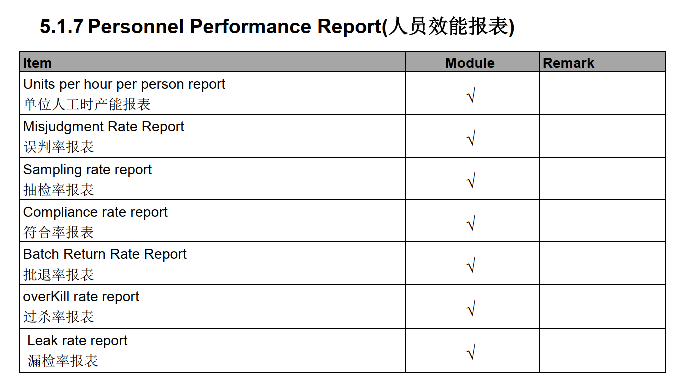 5.1.7 Personnel Performance Report(人员效能报表)
Item Module Remark
Units per hour per person report
单位人工时产能报表
√
Misjudgment Rate Report
误判率报表
√
Sampling rate report
抽检率报表
√
Compliance rate report
符合率报表
√
Batch Return Rate Report
批退率报表
√
overKill rate report
过杀率报表
√
Leak rate report
漏检率报表
√